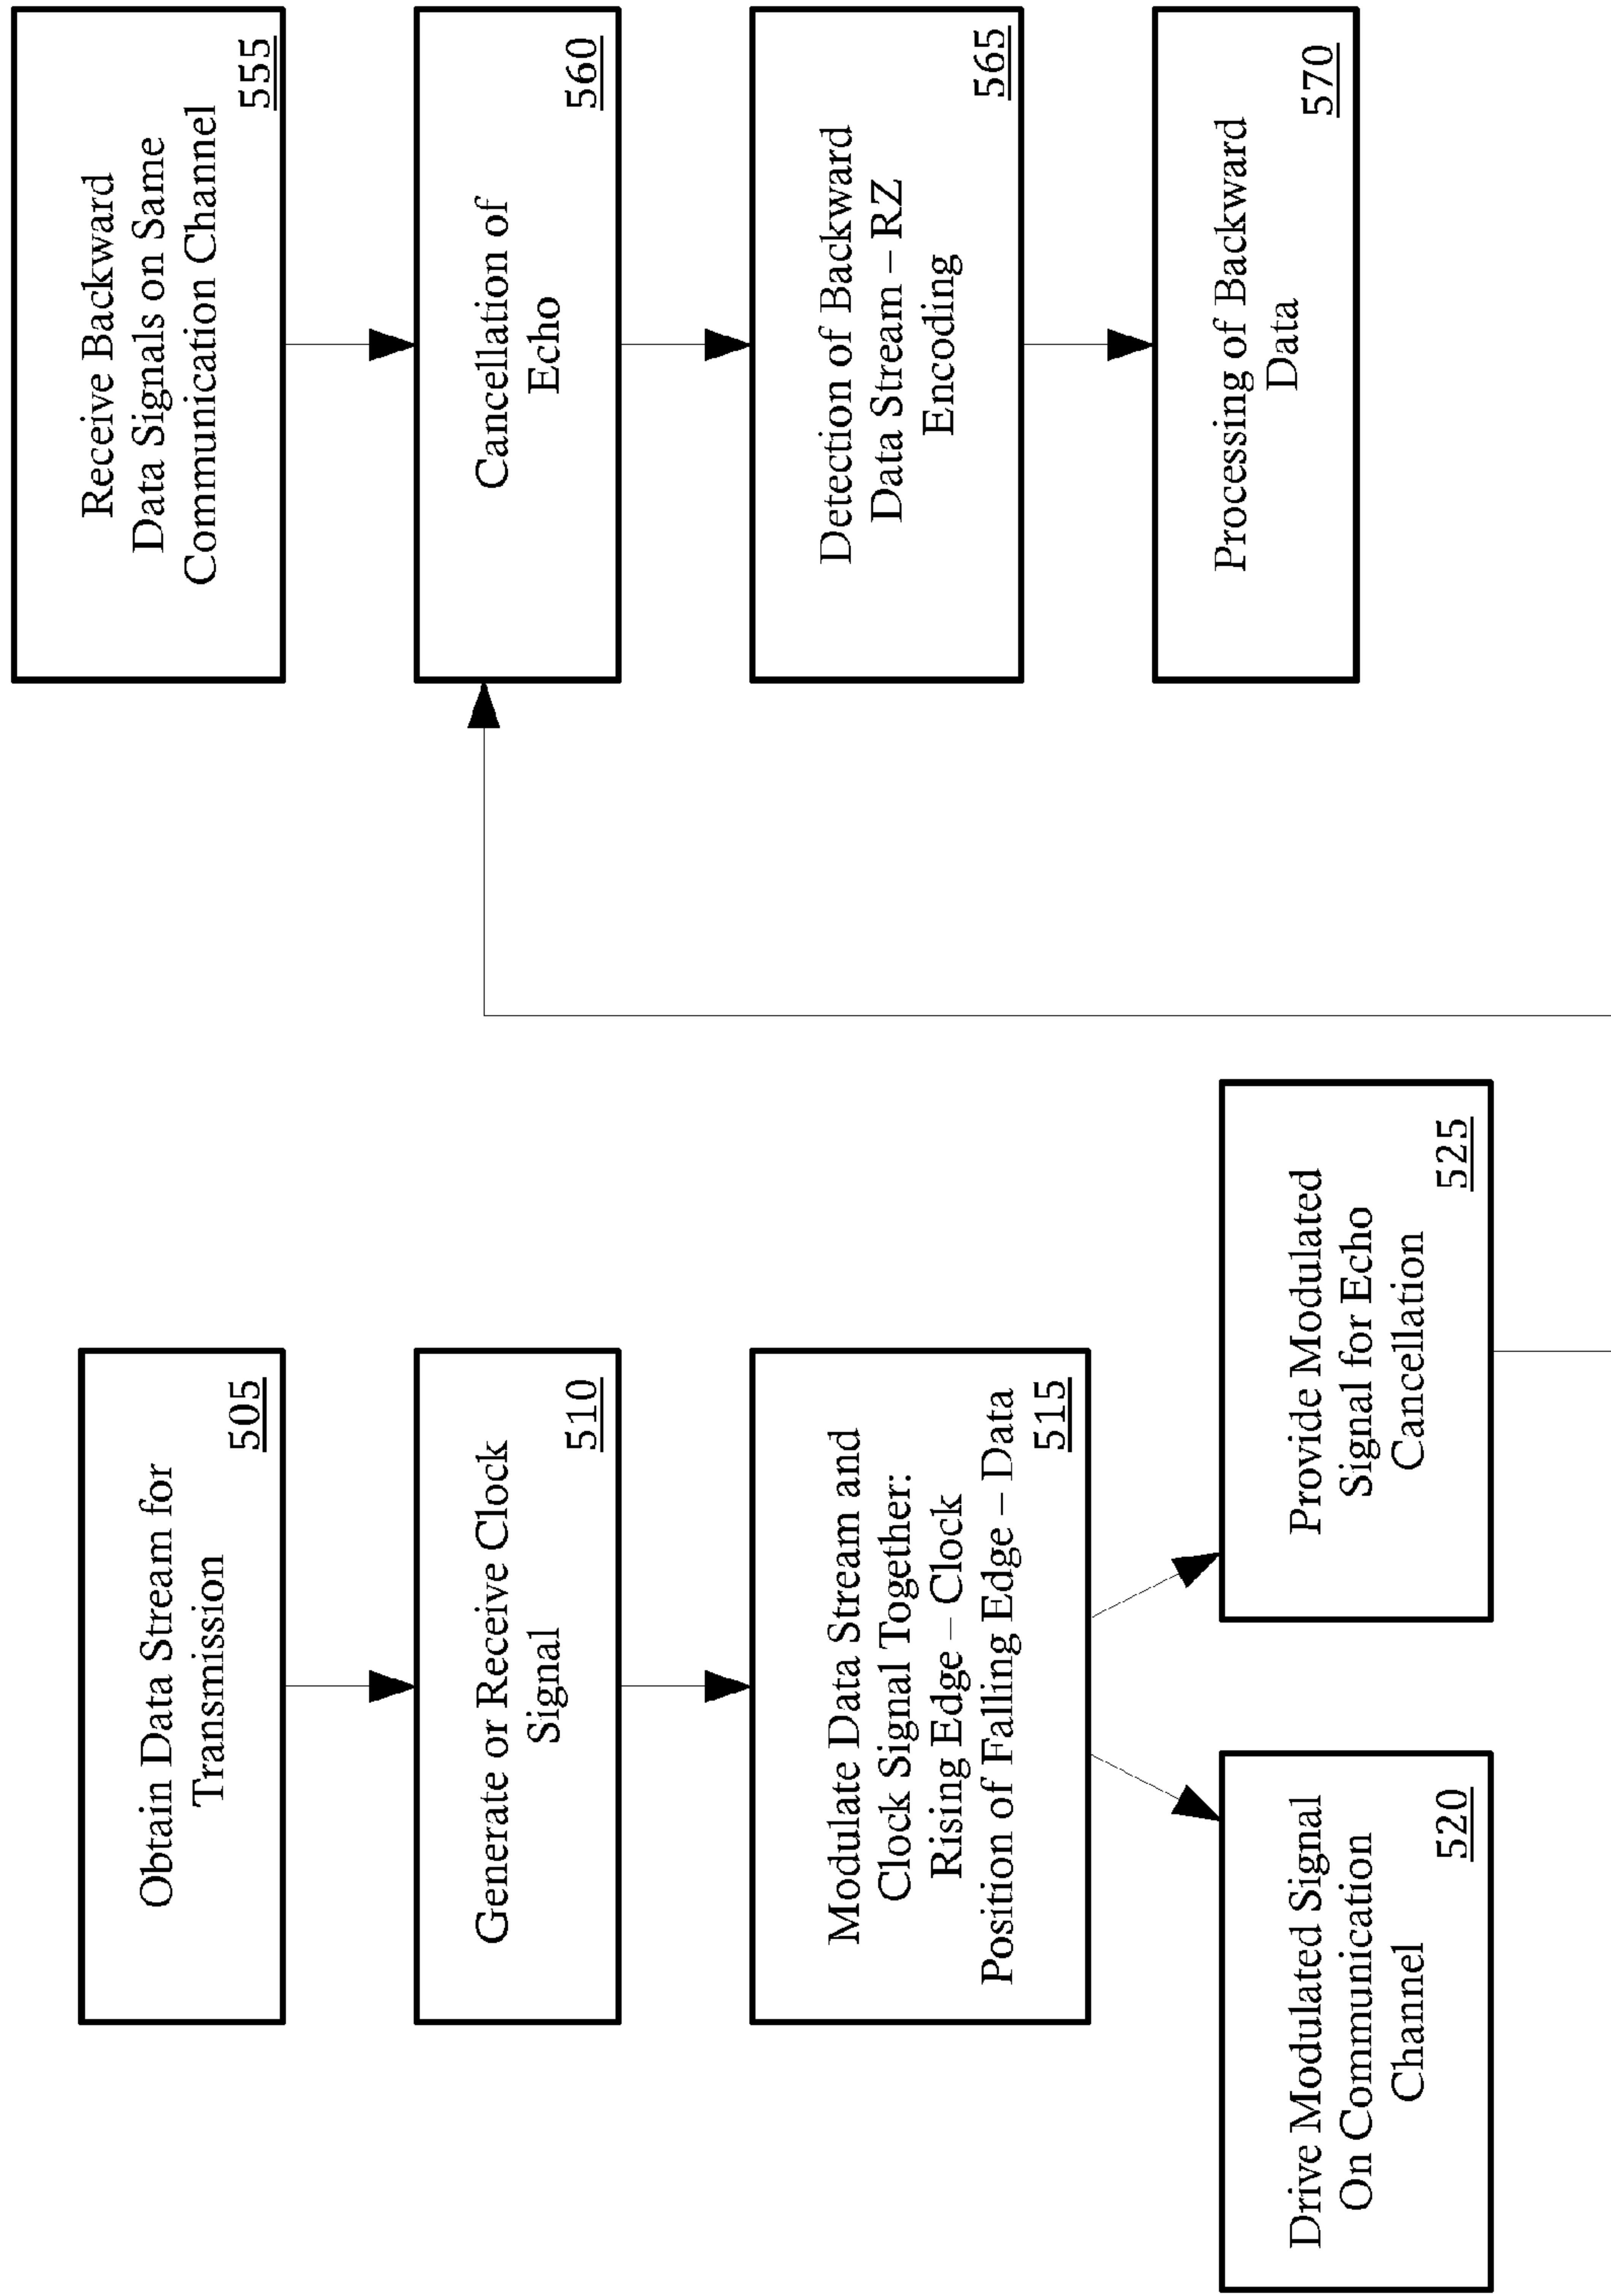 Obtain Data Stream for
Transmission
505
Generate or Receive Clock
Signal
510
Modulate Data Stream and
Clock Signal Together:
Rising Edge – Clock
Position of Falling Edge – Data
515
Drive Modulated Signal
On Communication
Channel
520
Provide Modulated
Signal for Echo
Cancellation
525
Receive Backward
Data Signals on Same
Communication Channel
555
Cancellation of
Echo
560
Detection of Backward
Data Stream – RZ
Encoding
565
Processing of Backward
Data
570